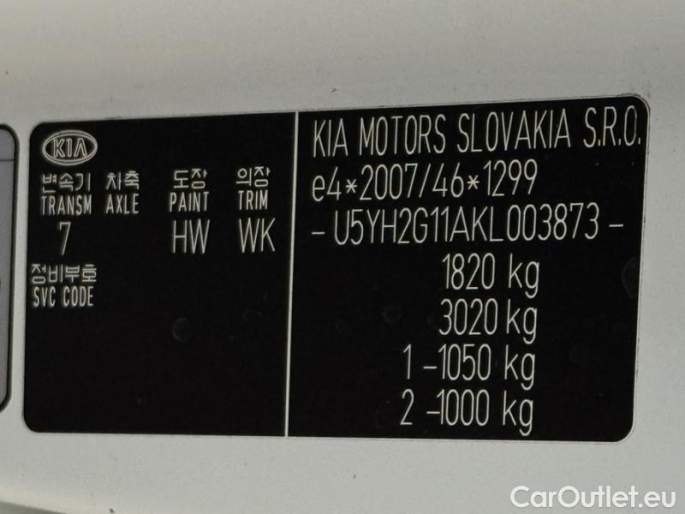 KIA
변속기 차축 도장 의장
TRANSM AXLE PAINT TRIM
7 HW WK
정비부호
SVC CODE
KIA MOTORS SLOVAKIA S.R.O.
e4*2007/46*1299
-U5YH2G11AKL003873-
1820 kg
3020 kg
1-1050 kg
2-1000 kg
CarOutlet.eu